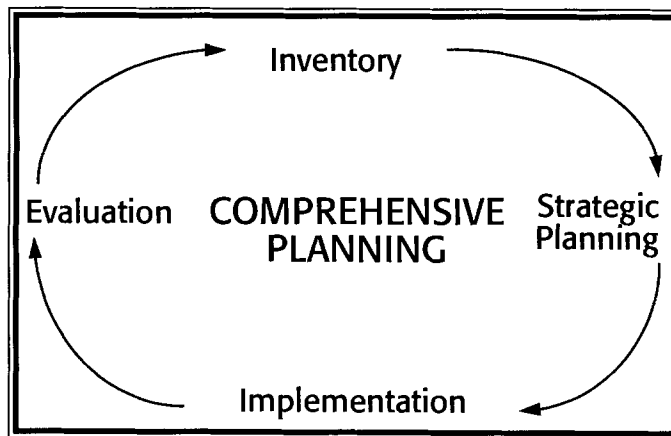 Inventory
Evaluation
COMPREHENSIVE
PLANNING
Strategic
Planning
Implementation